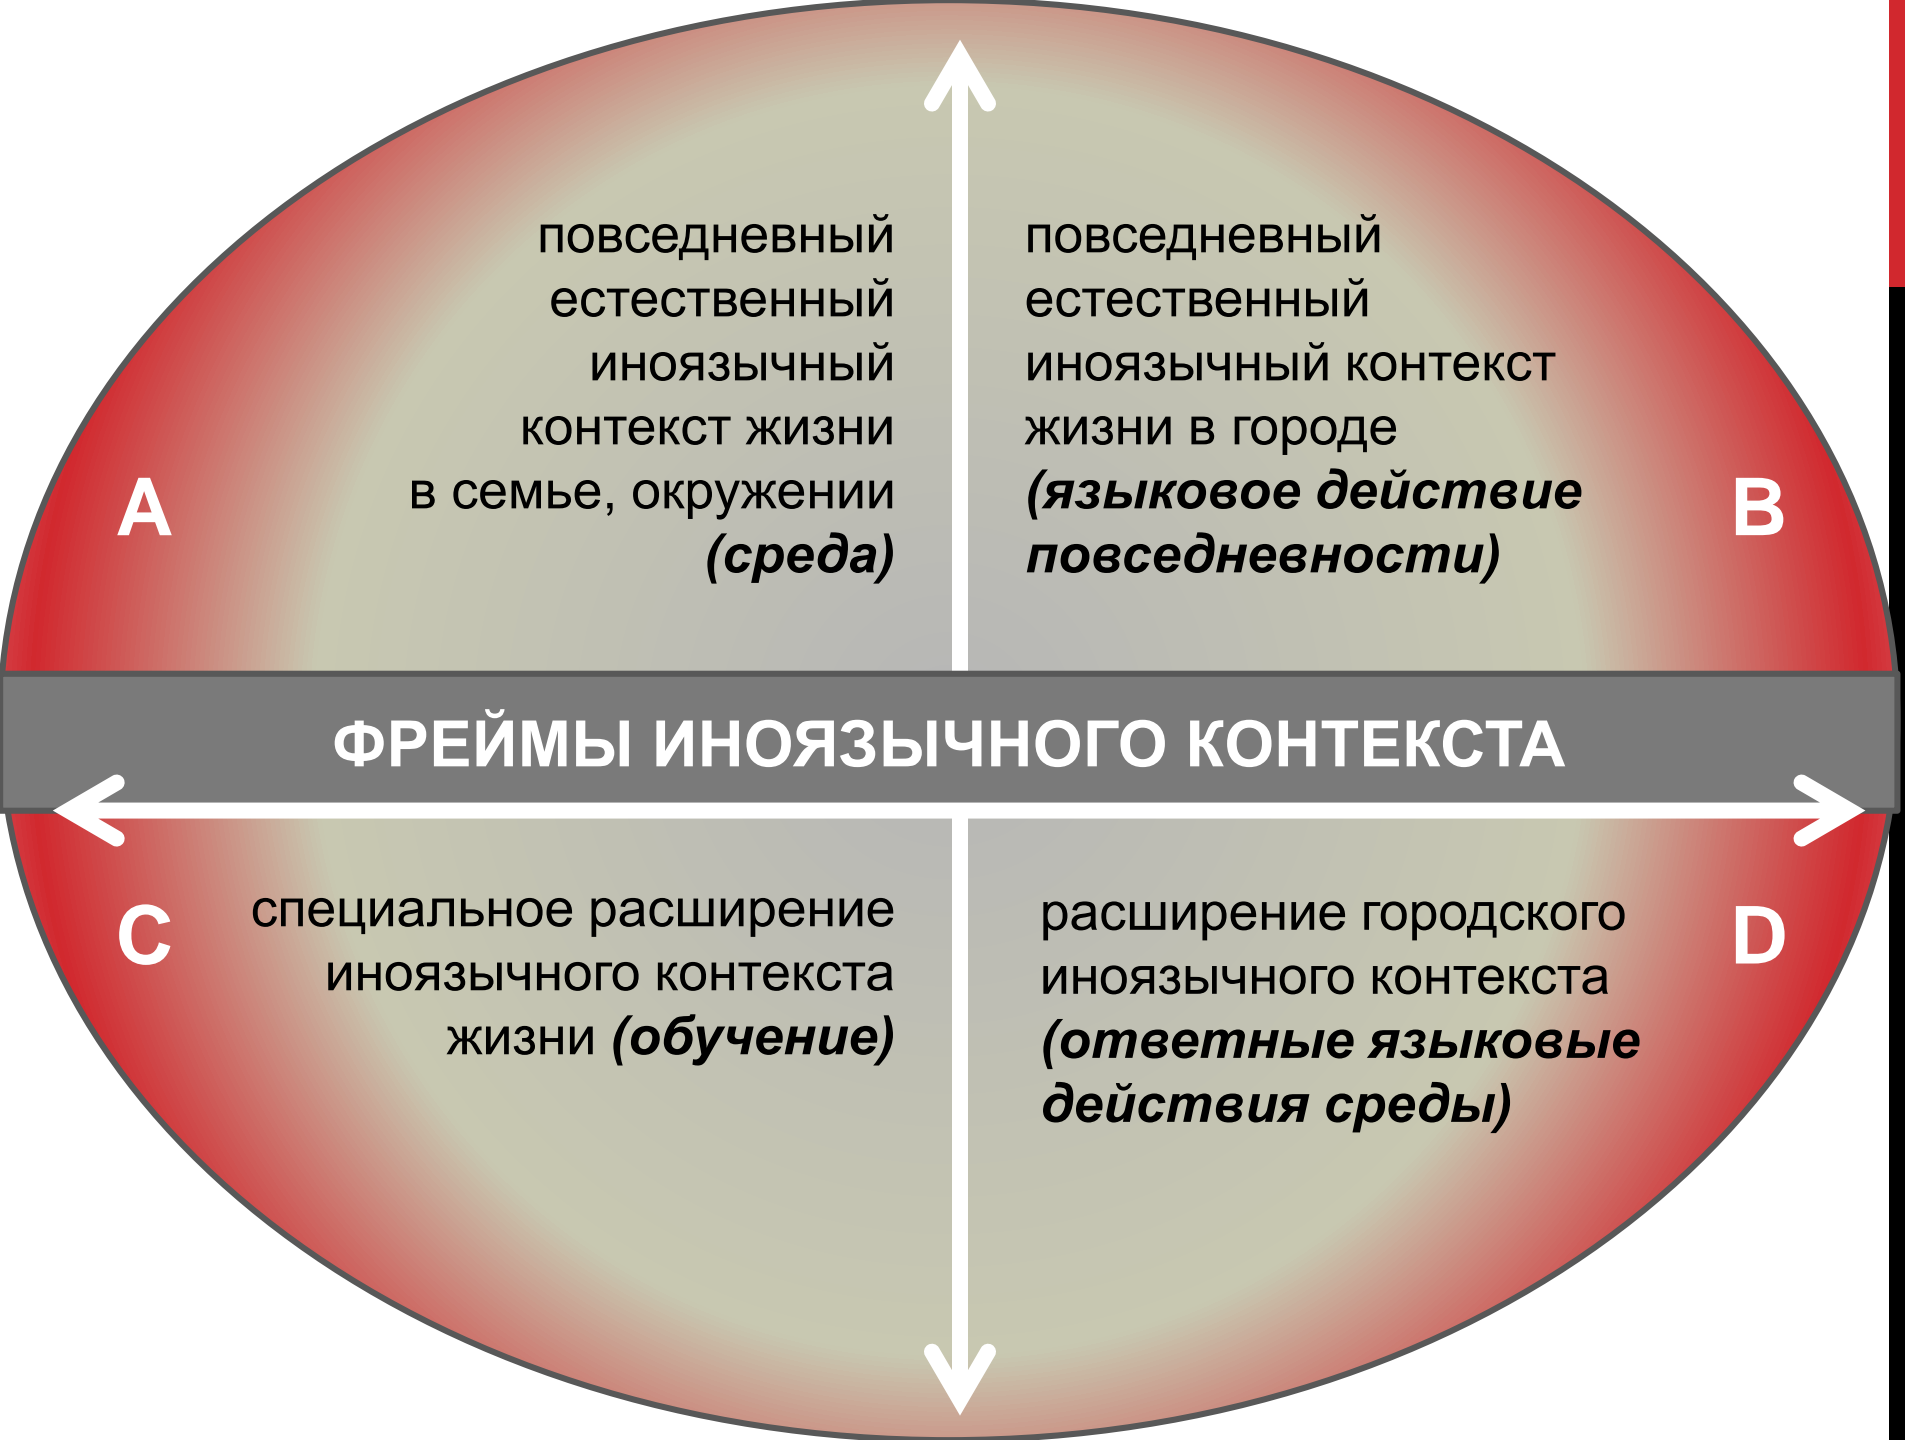 повседневный
естественный
иноязычный
контекст жизни
в семье, окружении
(среда)
A
повседневный
естественный
иноязычный контекст
жизни в городе
(языковое действие
повседневности)
B
ФРЕЙМЫ ИНОЯЗЫЧНОГО КОНТЕКСТА
C
специальное расширение
иноязычного контекста
жизни (обучение)
расширение городского
иноязычного контекста
(ответные языковые
действия среды)
D